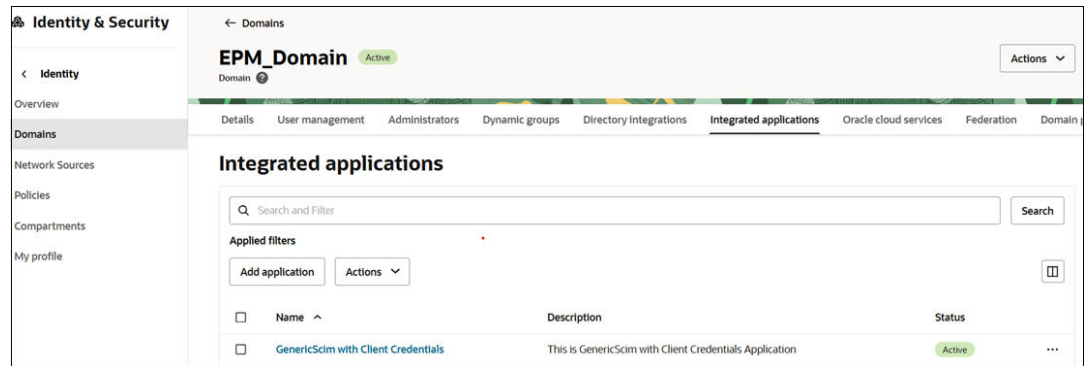 Identity & Security
← Domains
EPM_Domain Active
Actions
Domain ?
< Identity
Overview
Domains
Network Sources
Policies
Compartments
My profile
Details User management Administrators Dynamic groups Directory integrations Integrated applications Oracle cloud services Federation Domain
Integrated applications
Search and Filter
Search
Applied filters
Add application Actions
Name Description Status
GenericScim with Client Credentials This is GenericScim with Client Credentials Application Active ...